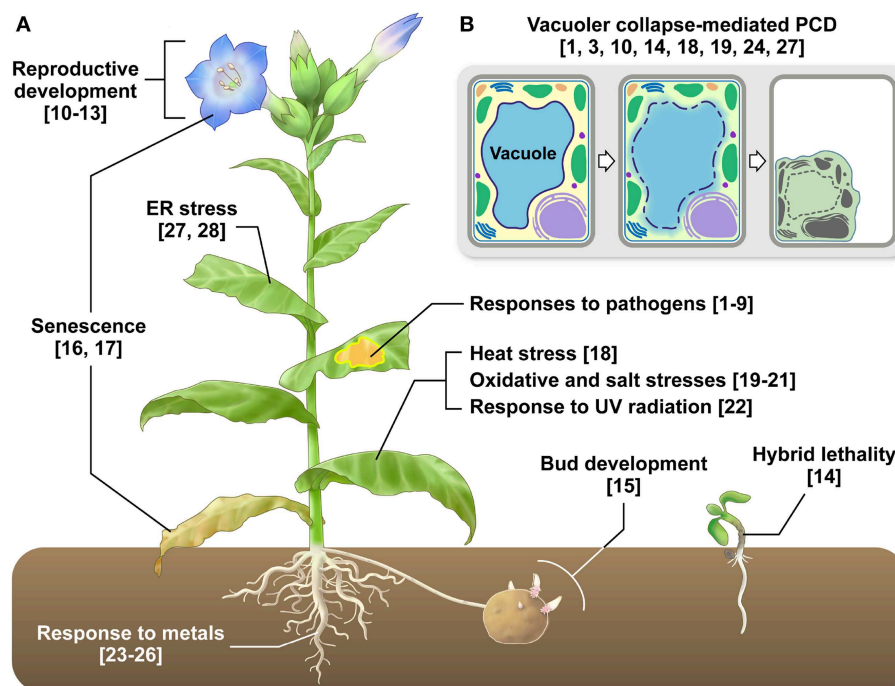 A
Reproductive
development
[10-13]
ER stress
[27, 28]
Senescence
[16, 17]
Responses to pathogens [1-9]
Heat stress [18]
Oxidative and salt stresses [19-21]
Response to UV radiation [22]
Bud development
[15]
Hybrid lethality
[14]
Response to metals
[23-26]
B
Vacuoler collapse-mediated PCD
[1, 3, 10, 14, 18, 19, 24, 27]
Vacuole